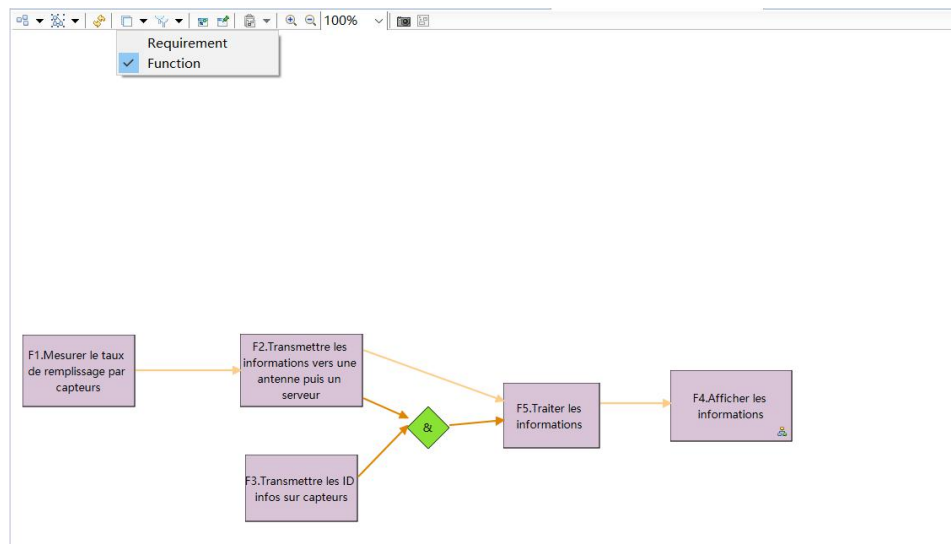 100%
Requirement
Function
F1.Mesurer le taux
de remplissage par
capteurs
F2.Transmettre les
informations vers une
antenne puis un
serveur
&
F3.Transmettre les ID
infos sur capteurs
F5.Traiter les
informations
F4.Afficher les
informations